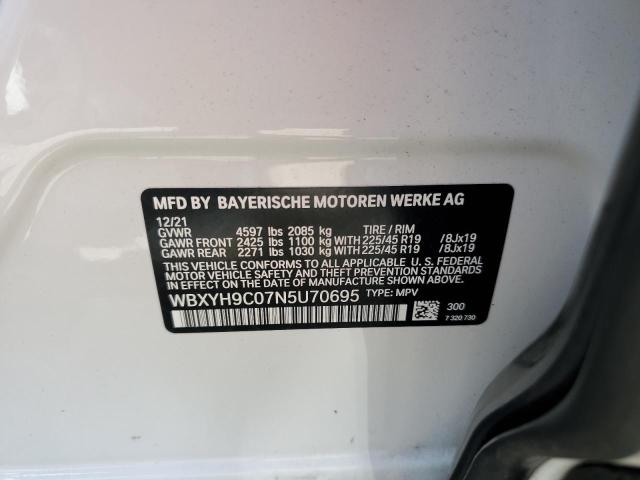 MFD BY BAYERISCHE MOTOREN WERKE AG
12/21
GVWR 4597 lbs 2085 kg TIRE / RIM
GAWR FRONT 2425 lbs 1100 kg WITH 225/45 R19 /8Jx19
GAWR REAR 2271 lbs 1030 kg WITH 225/45 R19 /8Jx19
THIS VEHICLE CONFORMS TO ALL APPLICABLE U.S. FEDERAL
MOTOR VEHICLE SAFETY, BUMPER, AND THEFT PREVENTION STANDARDS
IN EFFECT ON THE DATE OF MANUFACTURE SHOWN ABOVE.
WBXYH9C07N5U70695 TYPE: MPV
300
7 320 730